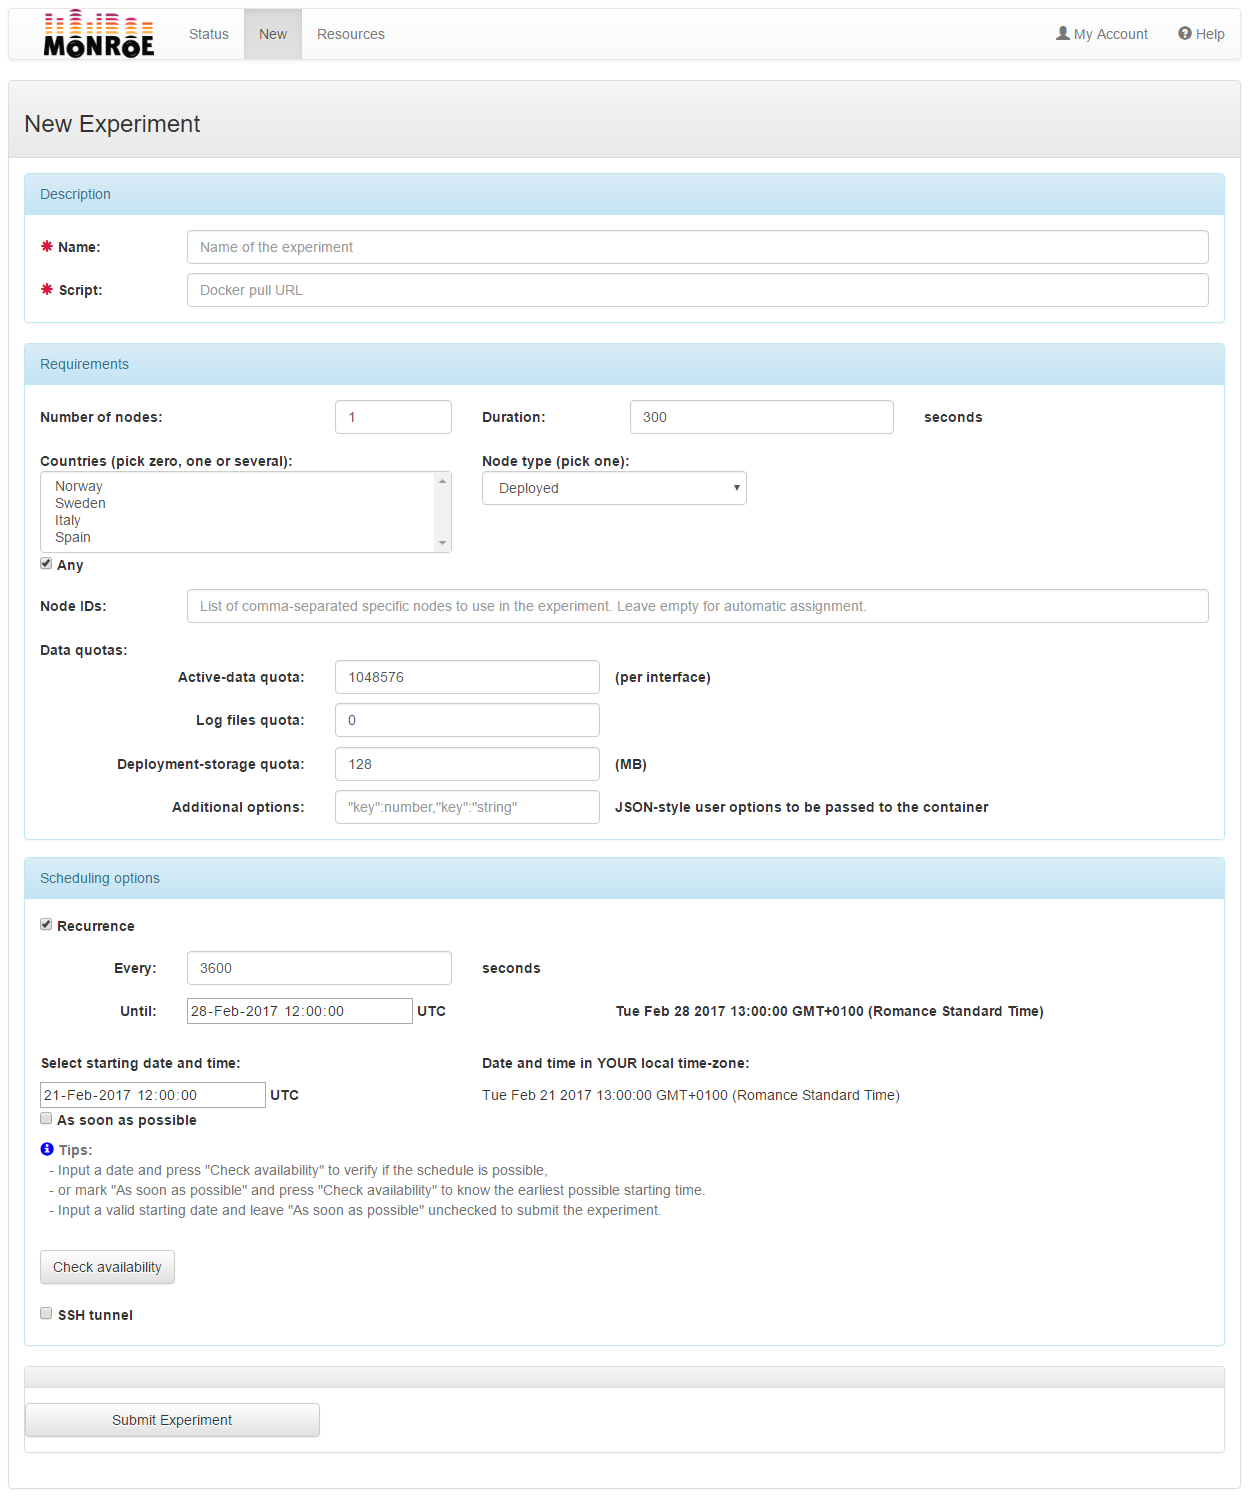 MONROE
Status New Resources My Account Help
New Experiment
Description
Name: Name of the experiment
Script: Docker pull URL
Requirements
Number of nodes: 1 Duration: 300 seconds
Countries (pick zero, one or several): Node type (pick one):
Norway Deployed
Sweden
Italy
Spain
Any
Node IDs: List of comma-separated specific nodes to use in the experiment. Leave empty for automatic assignment.
Data quotas:
Active-data quota: 1048576 (per interface)
Log files quota: 0
Deployment-storage quota: 128 (MB)
Additional options: "key":number,"key":"string" JSON-style user options to be passed to the container
Scheduling options
Recurrence
Every: 3600 seconds
Until: 28-Feb-2017 12:00:00 UTC Tue Feb 28 2017 13:00:00 GMT+0100 (Romance Standard Time)
Select starting date and time: Date and time in YOUR local time-zone:
21-Feb-2017 12:00:00 UTC Tue Feb 21 2017 13:00:00 GMT+0100 (Romance Standard Time)
As soon as possible
Tips:
- Input a date and press "Check availability" to verify if the schedule is possible,
- or mark "As soon as possible" and press "Check availability" to know the earliest possible starting time.
- Input a valid starting date and leave "As soon as possible" unchecked to submit the experiment.
Check availability
SSH tunnel
Submit Experiment